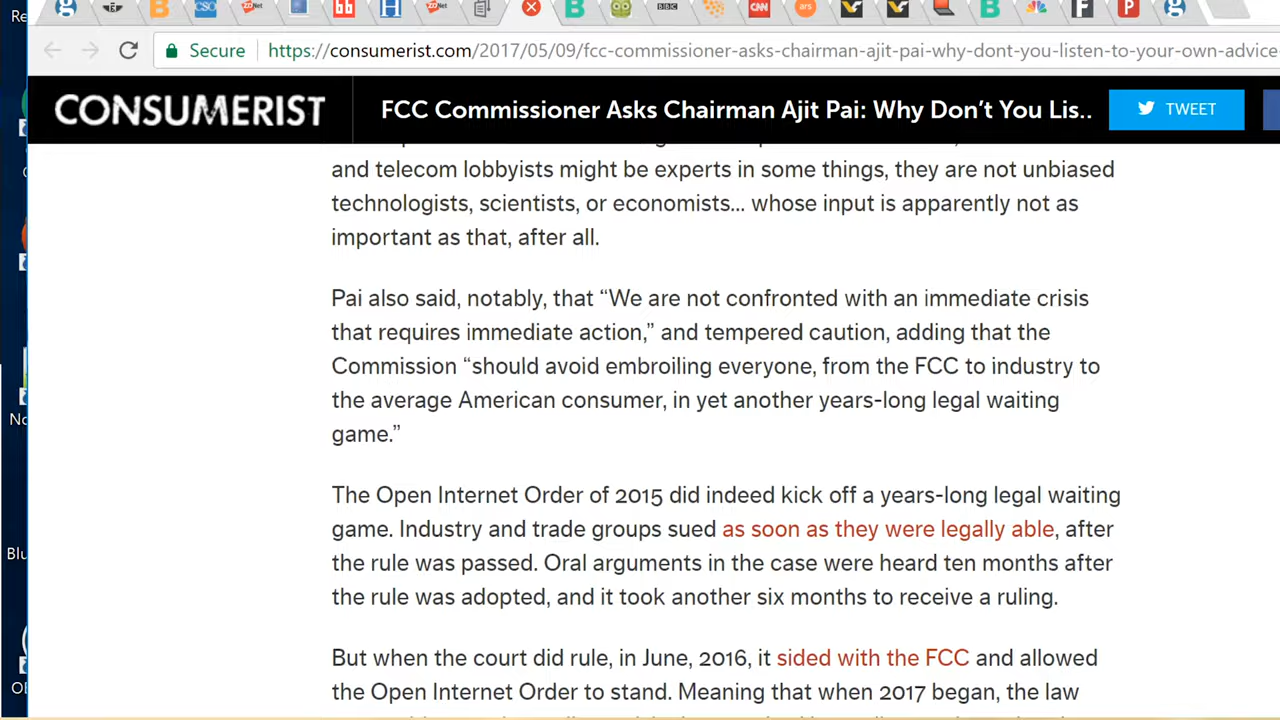 Re
Secure
https://consumerist.com/2017/05/09/fcc-commissioner-asks-chairman-ajit-pai-why-dont-you-listen-to-your-own-advice
CONSUMERIST
FCC Commissioner Asks Chairman Ajit Pai: Why Don’t You Lis..
TWEET
and telecom lobbyists might be experts in some things, they are not unbiased
technologists, scientists, or economists... whose input is apparently not as
important as that, after all.
Pai also said, notably, that “We are not confronted with an immediate crisis
that requires immediate action,” and tempered caution, adding that the
Commission “should avoid embroiling everyone, from the FCC to industry to
the average American consumer, in yet another years-long legal waiting
game.”
The Open Internet Order of 2015 did indeed kick off a years-long legal waiting
game. Industry and trade groups sued as soon as they were legally able, after
the rule was passed. Oral arguments in the case were heard ten months after
the rule was adopted, and it took another six months to receive a ruling.
But when the court did rule, in June, 2016, it sided with the FCC and allowed
the Open Internet Order to stand. Meaning that when 2017 began, the law
No
Blu